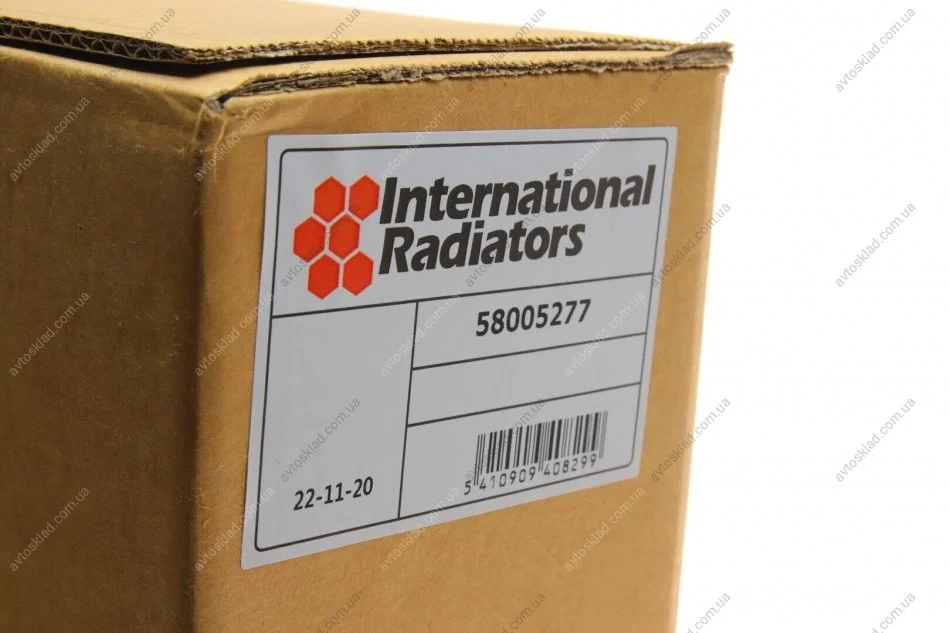 International
Radiators
58005277
22-11-20
5 410909 408299
avtosklad.com.ua